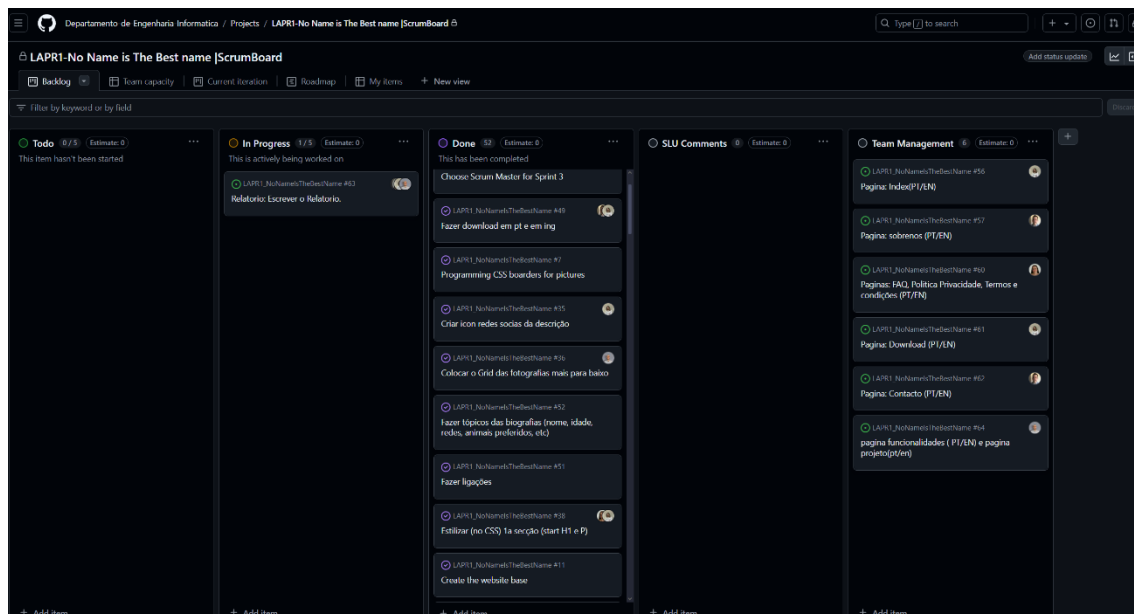 Departamento de Engenharia Informatica / Projects / LAPR1-No Name is The Best name |ScrumBoard
Type / to search
LAPR1-No Name is The Best name |ScrumBoard
Add status update
Backlog
Team capacity
Current iteration
Roadmap
My items
+ New view
Filter by keyword or by field
Discard
Todo 0 / 5 Estimate: 0
This item hasn't been started
+ Add item
In Progress 1 / 5 Estimate: 0
This is actively being worked on
LAPR1_NoNameIsTheBestName #63
Relatorio: Escrever o Relatorio.
+ Add item
Done 52 Estimate: 0
This has been completed
Choose Scrum Master for Sprint 3
LAPR1_NoNameIsTheBestName #49
Fazer download em pt e em ing
LAPR1_NoNameIsTheBestName #7
Programming CSS boarders for pictures
LAPR1_NoNameIsTheBestName #35
Criar icon redes socias da descrição
LAPR1_NoNameIsTheBestName #36
Colocar o Grid das fotografias mais para baixo
LAPR1_NoNameIsTheBestName #52
Fazer tópicos das biografias (nome, idade,
redes, animais preferidos, etc)
LAPR1_NoNameIsTheBestName #51
Fazer ligações
LAPR1_NoNameIsTheBestName #38
Estilizar (no CSS) 1a secção (start H1 e P)
LAPR1_NoNameIsTheBestName #11
Create the website base
+ Add item
SLU Comments 0 Estimate: 0
+ Add item
Team Management 6 Estimate: 0
LAPR1_NoNameIsTheBestName #56
Pagina: Index(PT/EN)
LAPR1_NoNameIsTheBestName #57
Pagina: sobrenos (PT/EN)
LAPR1_NoNameIsTheBestName #60
Paginas: FAQ, Politica Privacidade, Termos e
condições (PT/EN)
LAPR1_NoNameIsTheBestName #61
Pagina: Download (PT/EN)
LAPR1_NoNameIsTheBestName #62
Pagina: Contacto (PT/EN)
LAPR1_NoNameIsTheBestName #64
pagina funcionalidades ( PT/EN) e pagina
projeto(pt/en)
+ Add item